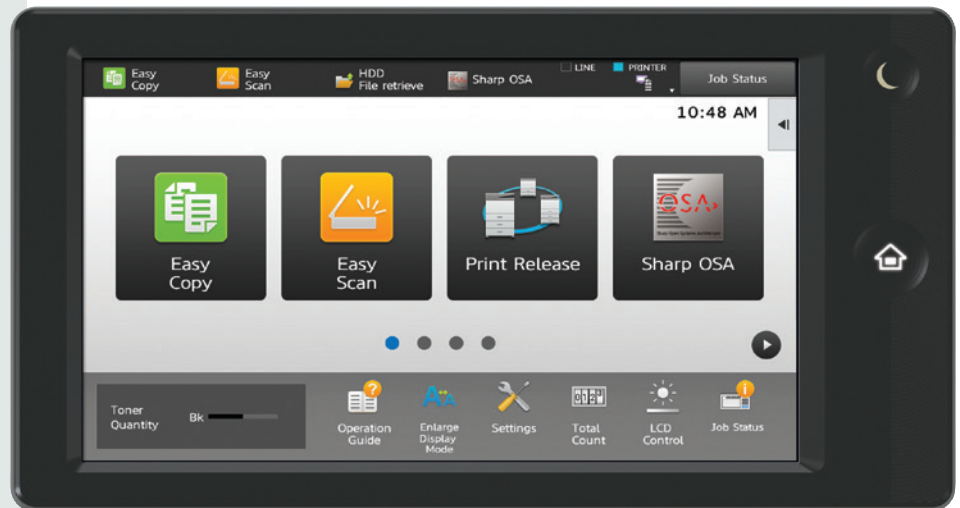 Easy
Copy
Easy
Scan
HDD
File retrieve
Sharp OSA
LINE
PRINTER
Job Status
10:48 AM
Easy
Copy
Easy
Scan
Print Release
OSA
Sharp OSA
Toner
Quantity
Bk
Operation
Guide
Enlarge
Display
Mode
Settings
Total
Count
LCD
Control
Job Status